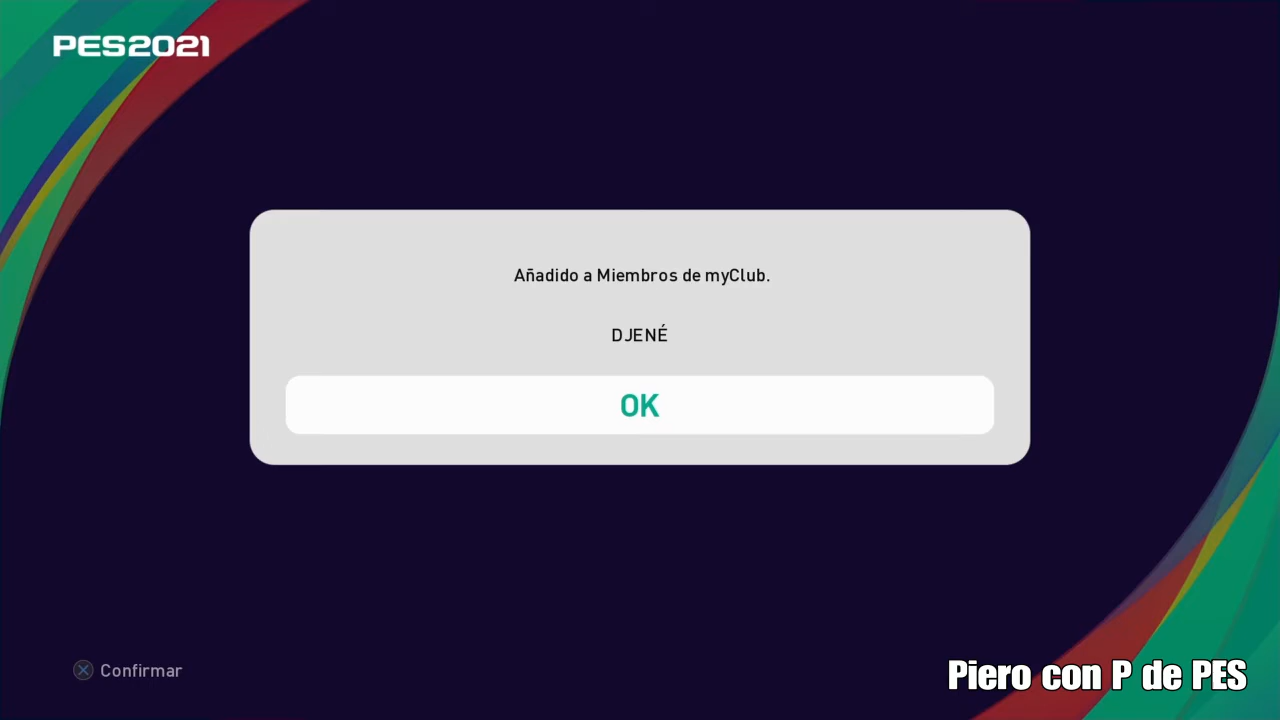 PES2021
Añadido a Miembros de myClub.
DJENÉ
OK
Confirmar
Piero con P de PES